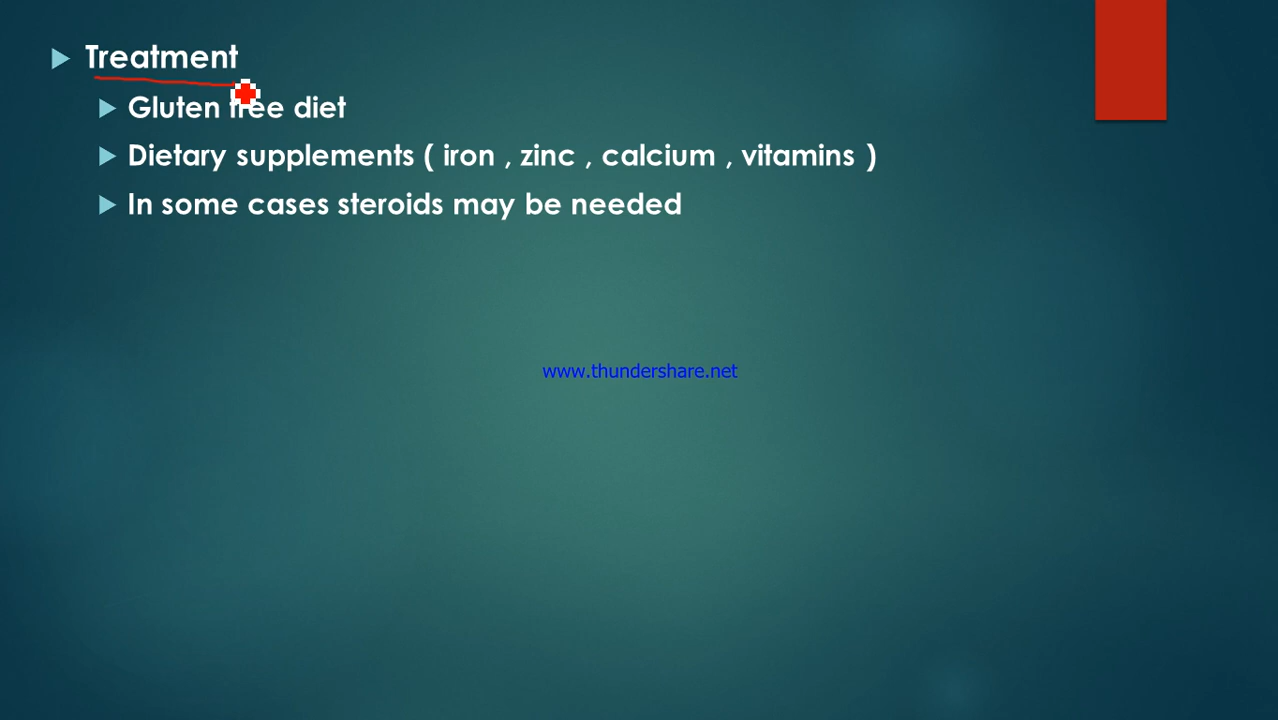 Treatment
Gluten free diet
Dietary supplements ( iron , zinc , calcium , vitamins )
In some cases steroids may be needed
www.thundershare.net